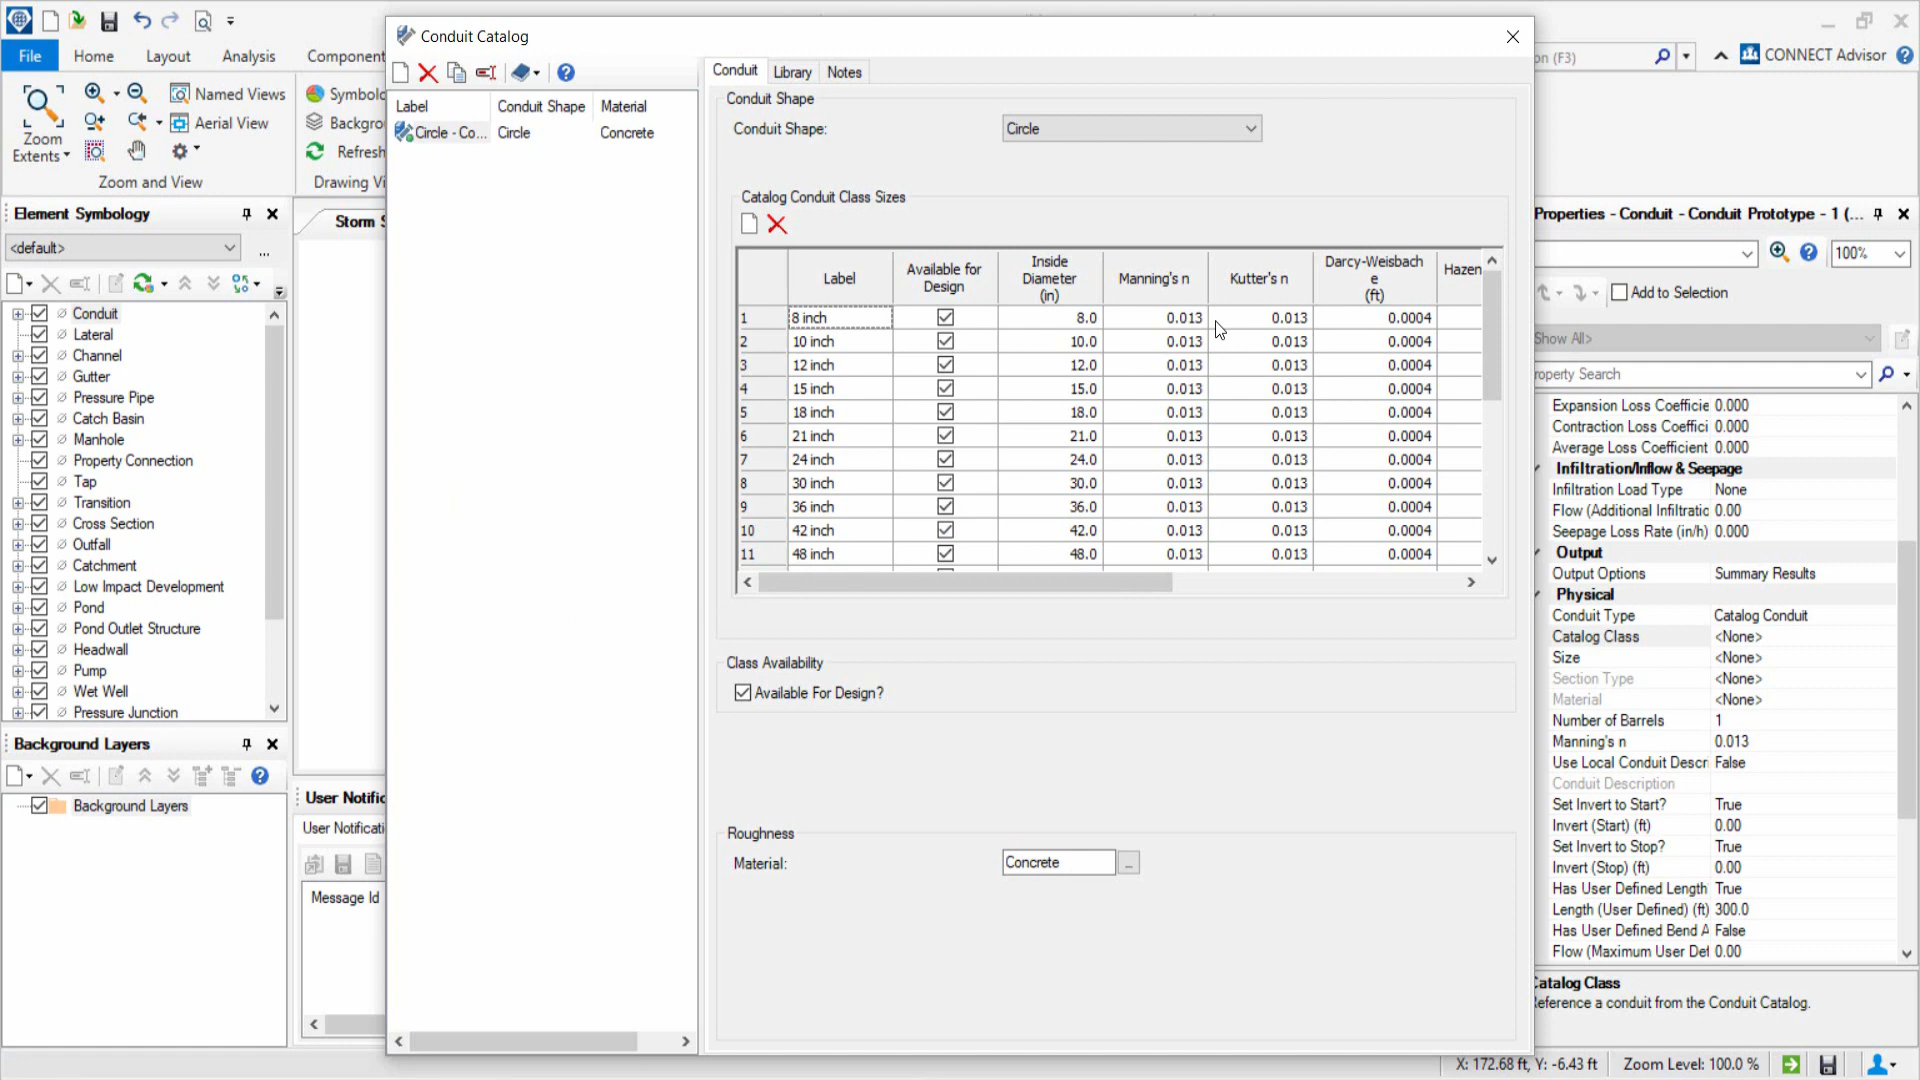 File
Home
Layout
Analysis
Component
Zoom Extents
Named Views
Aerial View
Zoom and View
Symbolo
Backgro
Refresh
Drawing Vi
Conduit Catalog
on (F3)
CONNECT Advisor
Element Symbology
<default>
...
Conduit
Lateral
Channel
Gutter
Pressure Pipe
Catch Basin
Manhole
Property Connection
Tap
Transition
Cross Section
Outfall
Catchment
Low Impact Development
Pond
Pond Outlet Structure
Headwall
Pump
Wet Well
Pressure Junction
Background Layers
Background Layers
Storm S
User Notific
User Notificati
Message Id
Label Conduit Shape Material
Circle - Co... Circle Concrete
Conduit Library Notes
Conduit Shape
Conduit Shape: Circle
Catalog Conduit Class Sizes
Label Available for Design Inside Diameter (in) Manning's n Kutter's n Darcy-Weisbach e (ft) Hazen
1 8 inch 8.0 0.013 0.013 0.0004
2 10 inch 10.0 0.013 0.013 0.0004
3 12 inch 12.0 0.013 0.013 0.0004
4 15 inch 15.0 0.013 0.013 0.0004
5 18 inch 18.0 0.013 0.013 0.0004
6 21 inch 21.0 0.013 0.013 0.0004
7 24 inch 24.0 0.013 0.013 0.0004
8 30 inch 30.0 0.013 0.013 0.0004
9 36 inch 36.0 0.013 0.013 0.0004
10 42 inch 42.0 0.013 0.013 0.0004
11 48 inch 48.0 0.013 0.013 0.0004
Class Availability
Available For Design?
Roughness
Material: Concrete ...
Properties - Conduit - Conduit Prototype - 1 (...
100%
Add to Selection
Show All>
roperty Search
Expansion Loss Coefficie 0.000
Contraction Loss Coeffici 0.000
Average Loss Coefficient 0.000
Infiltration/Inflow & Seepage
Infiltration Load Type None
Flow (Additional Infiltratic 0.00
Seepage Loss Rate (in/h) 0.000
Output
Output Options Summary Results
Physical
Conduit Type Catalog Conduit
Catalog Class <None>
Size <None>
Section Type <None>
Material <None>
Number of Barrels 1
Manning's n 0.013
Use Local Conduit Descri False
Conduit Description
Set Invert to Start? True
Invert (Start) (ft) 0.00
Set Invert to Stop? True
Invert (Stop) (ft) 0.00
Has User Defined Length True
Length (User Defined) (ft) 300.0
Has User Defined Bend A False
Flow (Maximum User Def 0.00
Catalog Class
eference a conduit from the Conduit Catalog.
X: 172.68 ft, Y: -6.43 ft Zoom Level: 100.0 %